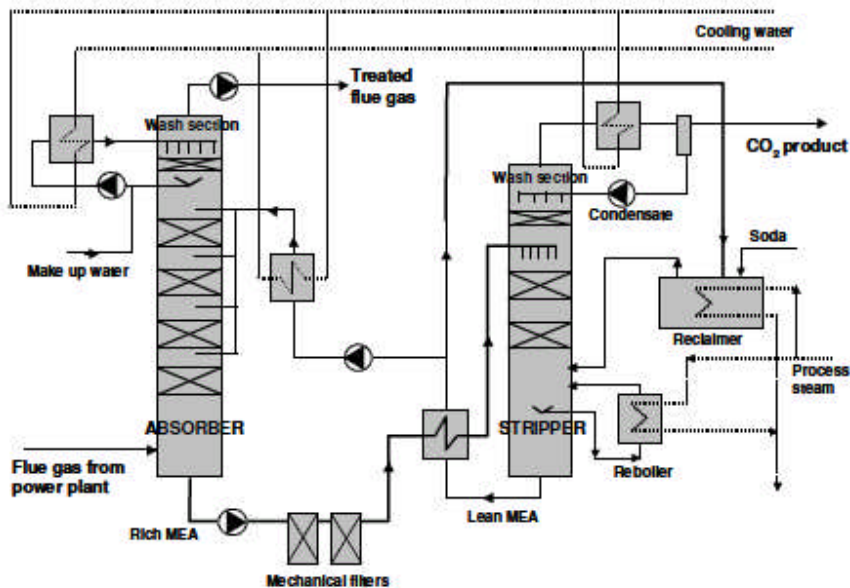 Cooling water
Treated
flue gas
Wash section
CO2 product
Wash section
Condensate
Soda
Make up water
Reclaimer
Process
steam
ABSORBER
STRIPPER
Flue gas from
power plant
Reboiler
Rich MEA
Lean MEA
Mechanical filters